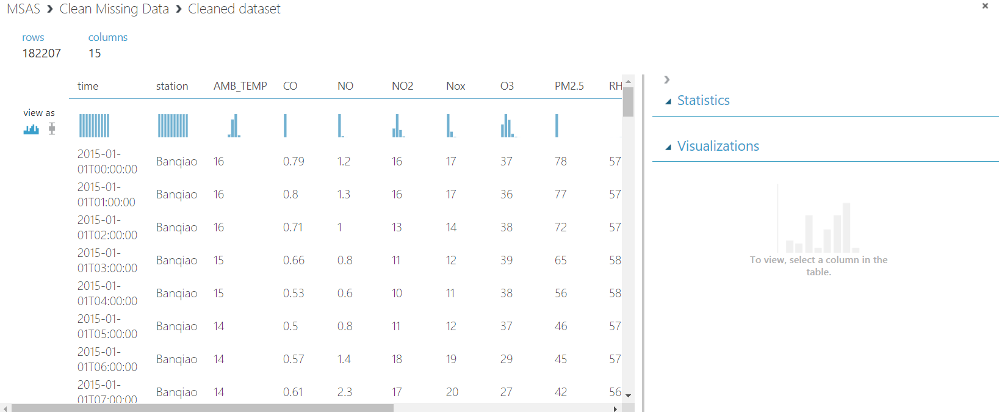 MSAS > Clean Missing Data > Cleaned dataset
rows columns
182207 15
time station AMB_TEMP CO NO NO2 Nox O3 PM2.5 RH
view as
2015-01-
01T00:00:00 Banqiao 16 0.79 1.2 16 17 37 78 57
2015-01-
01T01:00:00 Banqiao 16 0.8 1.3 16 17 36 77 57
2015-01-
01T02:00:00 Banqiao 16 0.71 1 13 14 38 72 57
2015-01-
01T03:00:00 Banqiao 15 0.66 0.8 11 12 39 65 58
2015-01-
01T04:00:00 Banqiao 15 0.53 0.6 10 11 38 56 58
2015-01-
01T05:00:00 Banqiao 14 0.5 0.8 11 12 37 46 57
2015-01-
01T06:00:00 Banqiao 14 0.57 1.4 18 19 29 45 57
2015-01-
01T07:00:00 Banqiao 14 0.61 2.3 17 20 27 42 56
Statistics
Visualizations
To view, select a column in the
table.